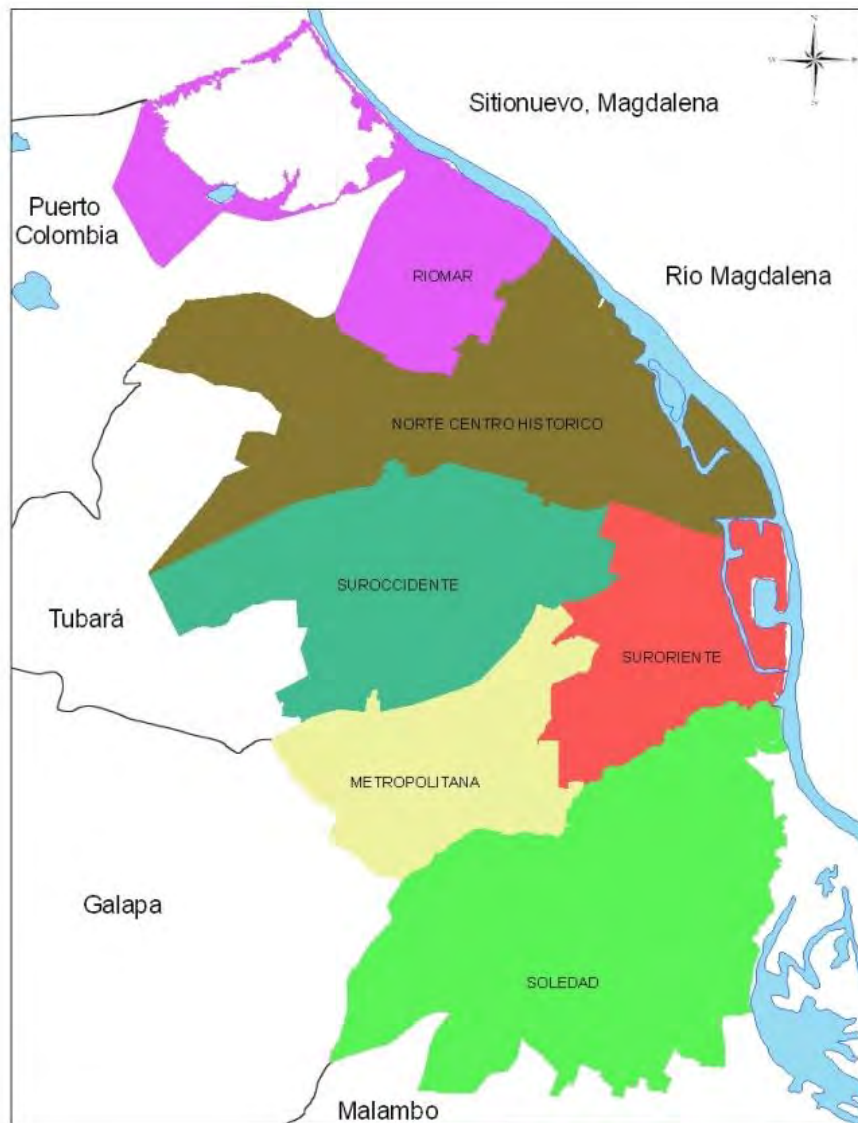 N
W
S
Sitionuevo, Magdalena
Puerto
Colombia
RIOMAR
Río Magdalena
NORTE CENTRO HISTORICO
SUROCCIDENTE
Tubará
SURORIENTE
METROPOLITANA
Galapa
SOLEDAD
Malambo